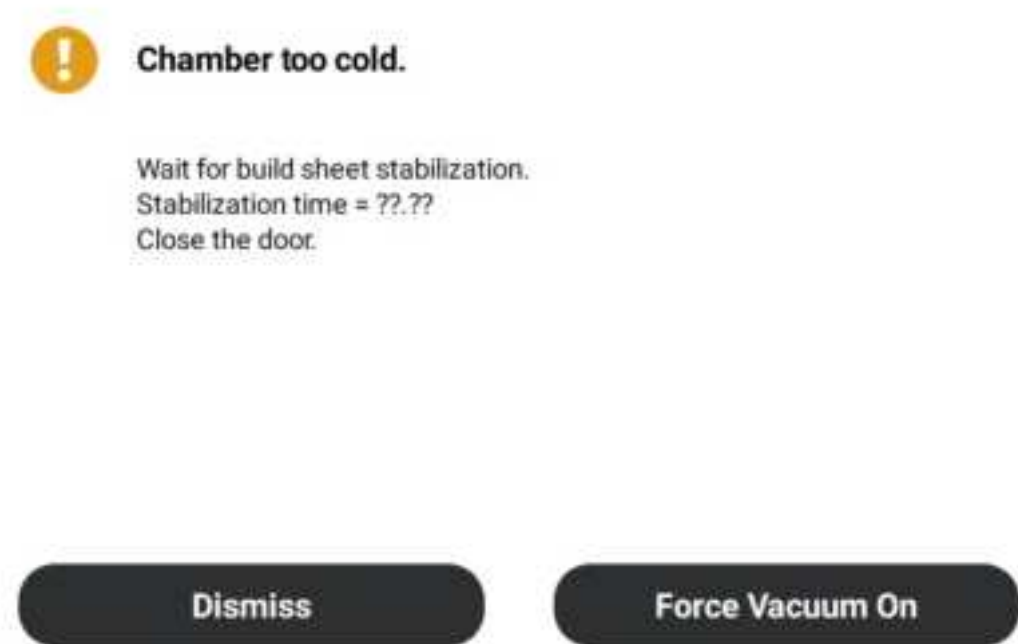 Chamber too cold.
Wait for build sheet stabilization.
Stabilization time = ??.??
Close the door.
Dismiss
Force Vacuum On